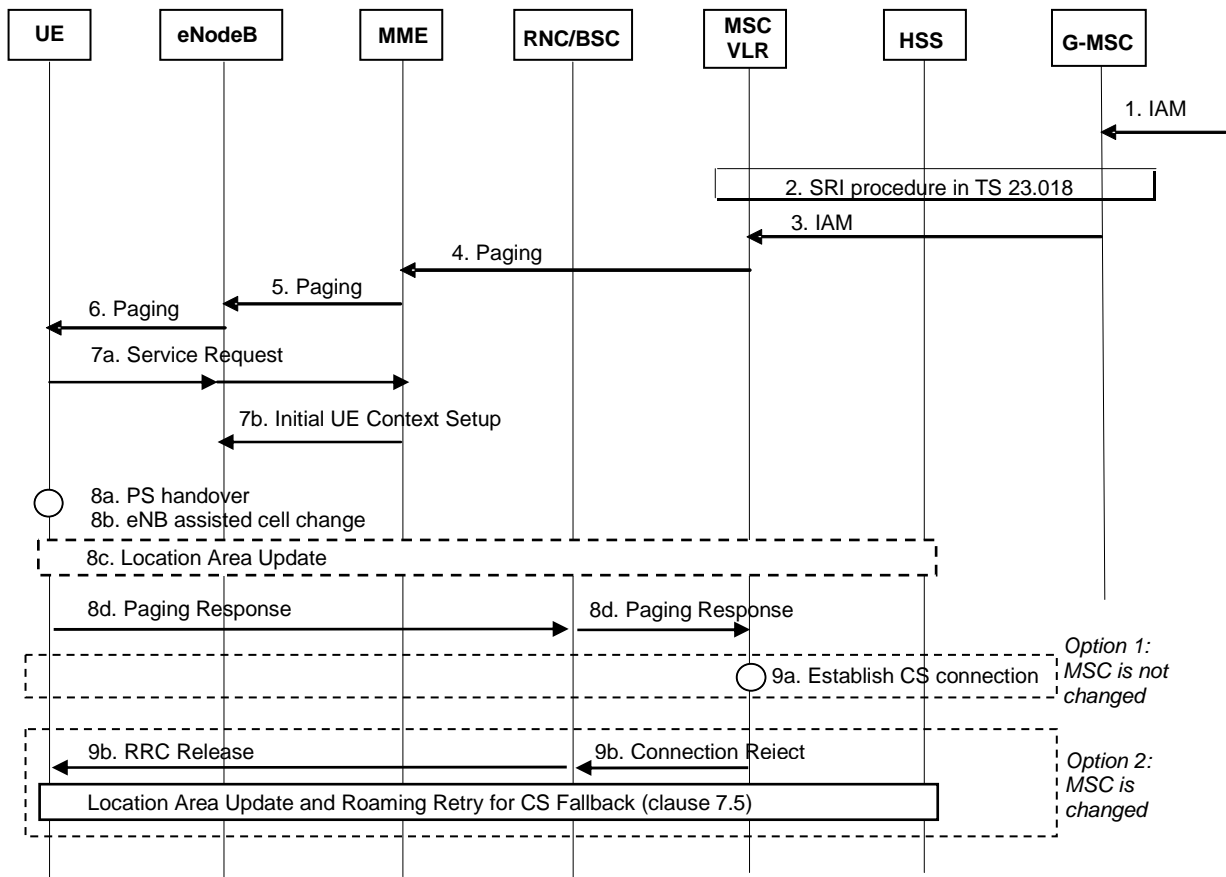 UE
eNodeB
MME
RNC/BSC
MSC
VLR
HSS
G-MSC
1. IAM
2. SRI procedure in TS 23.018
3. IAM
4. Paging
5. Paging
6. Paging
7a. Service Request
7b. Initial UE Context Setup
8a. PS handover
8b. eNB assisted cell change
8c. Location Area Update
8d. Paging Response
8d. Paging Response
Option 1:
MSC is not
changed
9a. Establish CS connection
9b. RRC Release
9b. Connection Reject
Option 2:
MSC is
changed
Location Area Update and Roaming Retry for CS Fallback (clause 7.5)